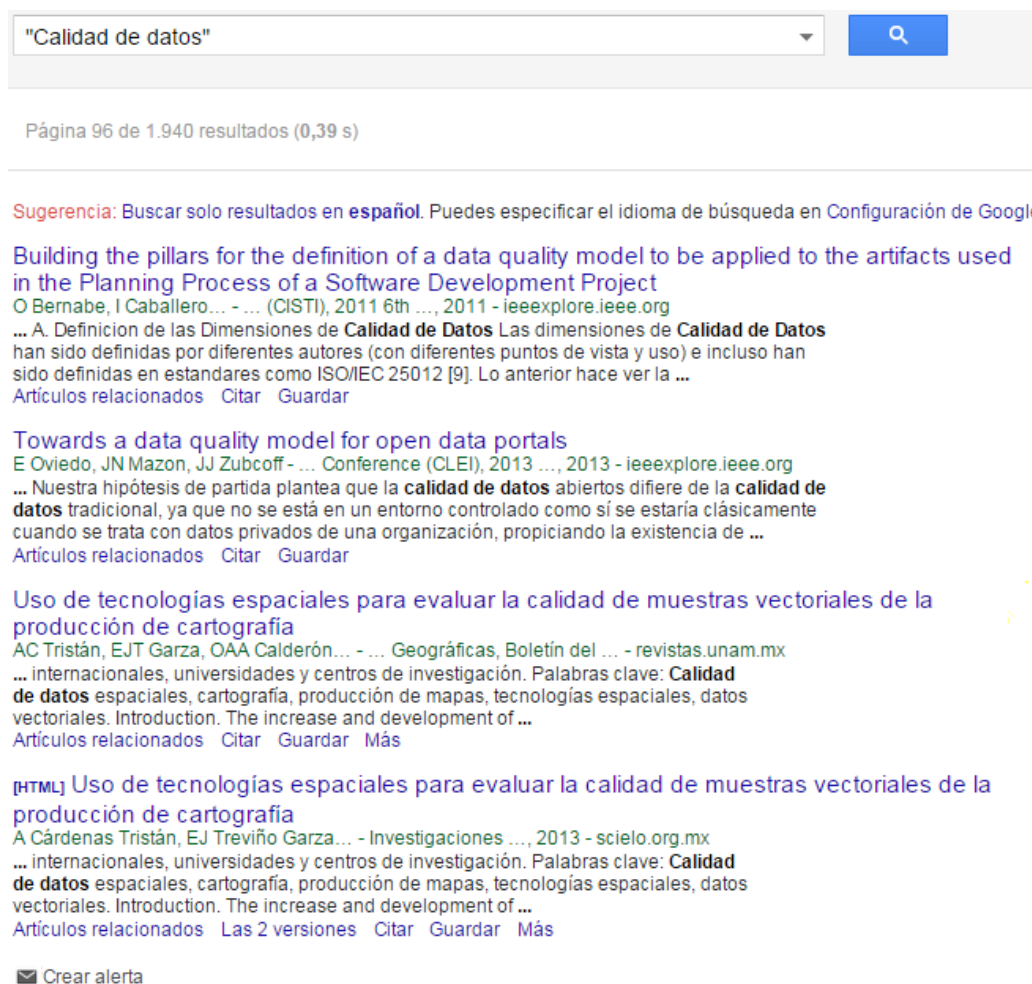 "Calidad de datos"
Página 96 de 1.940 resultados (0,39 s)
Sugerencia: Buscar solo resultados en español. Puedes especificar el idioma de búsqueda en Configuración de Googl
Building the pillars for the definition of a data quality model to be applied to the artifacts used
in the Planning Process of a Software Development Project
O Bernabe, I Caballero... - ... (CISTI), 2011 6th ..., 2011 - ieeexplore.ieee.org
... A. Definicion de las Dimensiones de Calidad de Datos Las dimensiones de Calidad de Datos
han sido definidas por diferentes autores (con diferentes puntos de vista y uso) e incluso han
sido definidas en estandares como ISO/IEC 25012 [9]. Lo anterior hace ver la ...
Artículos relacionados Citar Guardar
Towards a data quality model for open data portals
E Oviedo, JN Mazon, JJ Zubcoff - ... Conference (CLEI), 2013 ..., 2013 - ieeexplore.ieee.org
... Nuestra hipótesis de partida plantea que la calidad de datos abiertos difiere de la calidad de
datos tradicional, ya que no se está en un entorno controlado como sí se estaría clásicamente
cuando se trata con datos privados de una organización, propiciando la existencia de ...
Artículos relacionados Citar Guardar
Uso de tecnologías espaciales para evaluar la calidad de muestras vectoriales de la
producción de cartografía
AC Tristán, EJT Garza, OAA Calderón... - ... Geográficas, Boletín del ... - revistas.unam.mx
... internacionales, universidades y centros de investigación. Palabras clave: Calidad
de datos espaciales, cartografía, producción de mapas, tecnologías espaciales, datos
vectoriales. Introduction. The increase and development of ...
Artículos relacionados Citar Guardar Más
[HTML] Uso de tecnologías espaciales para evaluar la calidad de muestras vectoriales de la
producción de cartografía
A Cárdenas Tristán, EJ Treviño Garza... - Investigaciones ..., 2013 - scielo.org.mx
... internacionales, universidades y centros de investigación. Palabras clave: Calidad
de datos espaciales, cartografía, producción de mapas, tecnologías espaciales, datos
vectoriales. Introduction. The increase and development of ...
Artículos relacionados Las 2 versiones Citar Guardar Más
Crear alerta